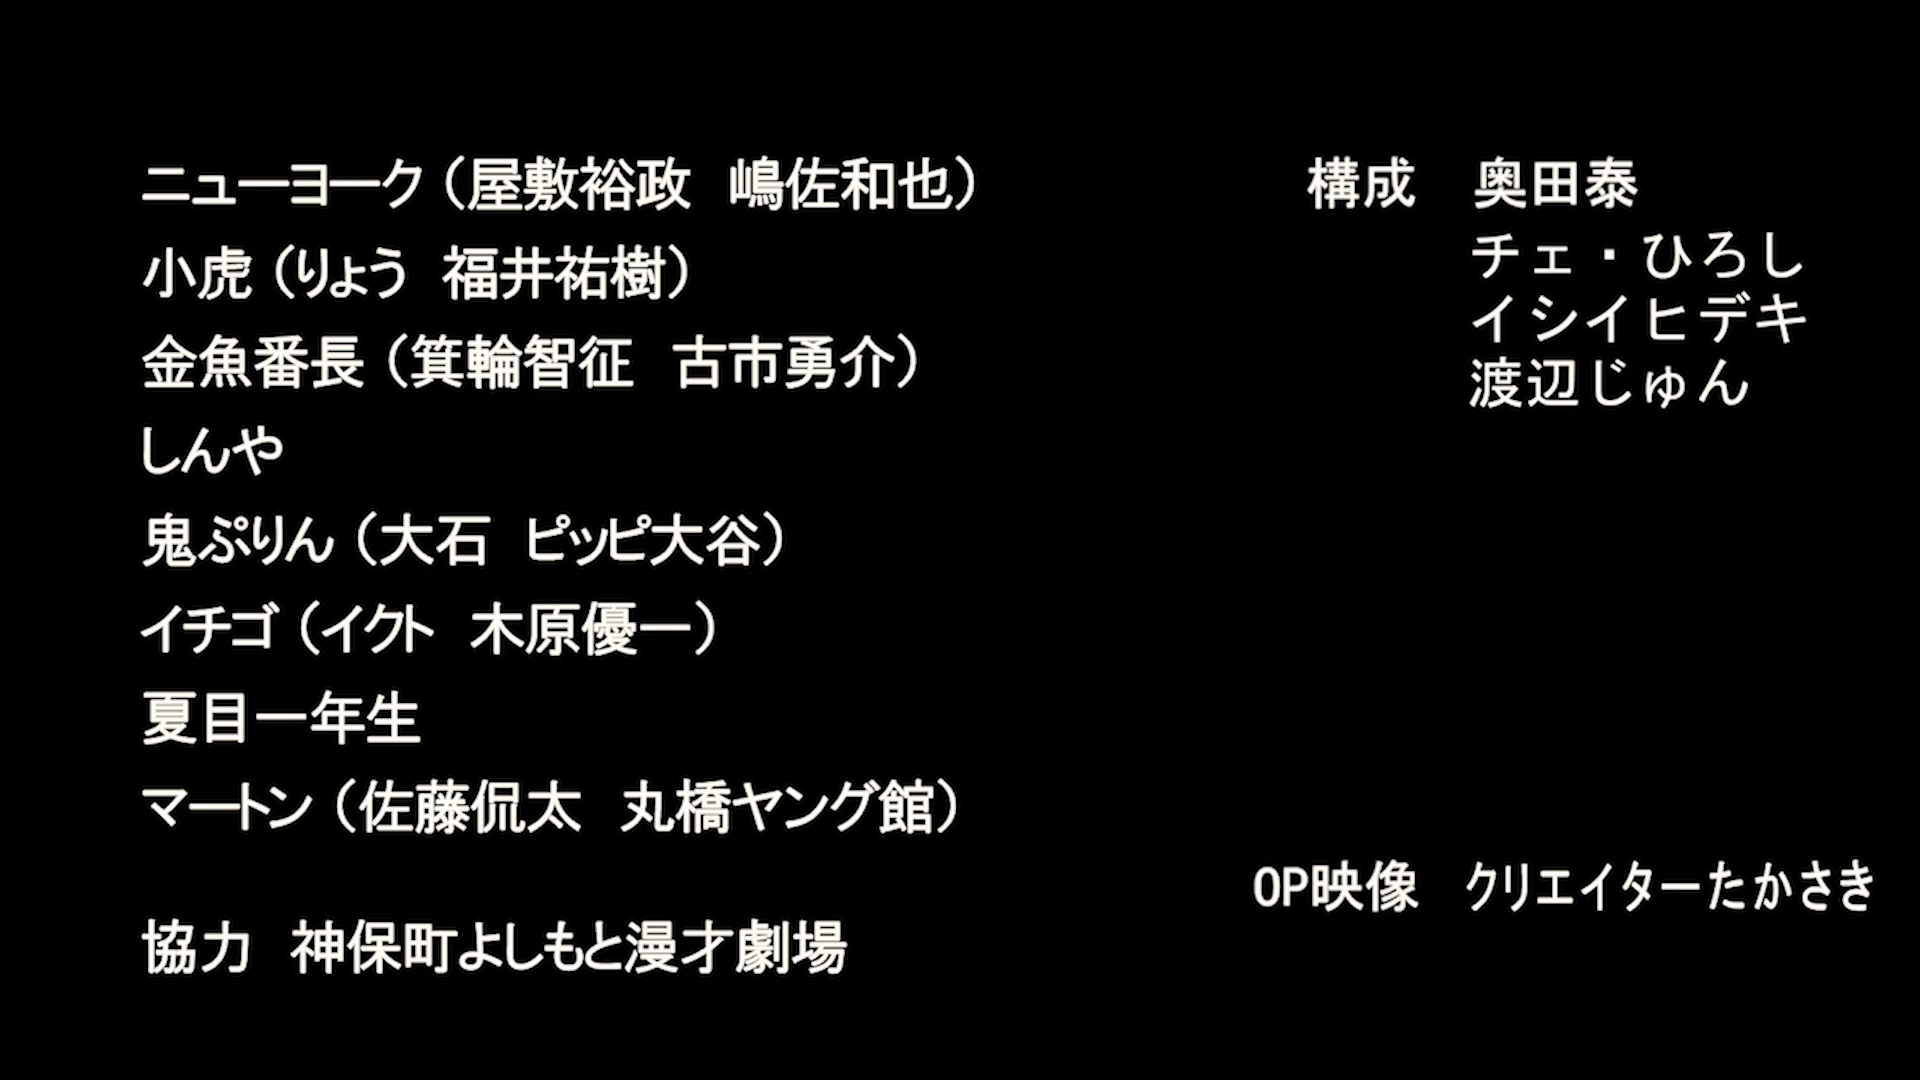 ニューヨーク（屋敷裕政　嶋佐和也）
小虎（りょう　福井祐樹）
金魚番長（箕輪智征　古市勇介）
しんや
鬼ぷりん（大石　ピッピ大谷）
イチゴ（イクト　木原優一）
夏目一年生
マートン（佐藤侃太　丸橋ヤング館）
協力　神保町よしもと漫才劇場
構成　奥田泰
チェ・ひろし
イシイヒデキ
渡辺じゅん
OP映像　クリエイターたかさき